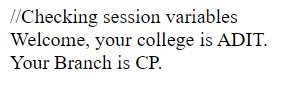 //Checking session variables
Welcome, your college is ADIT.
Your Branch is CP.